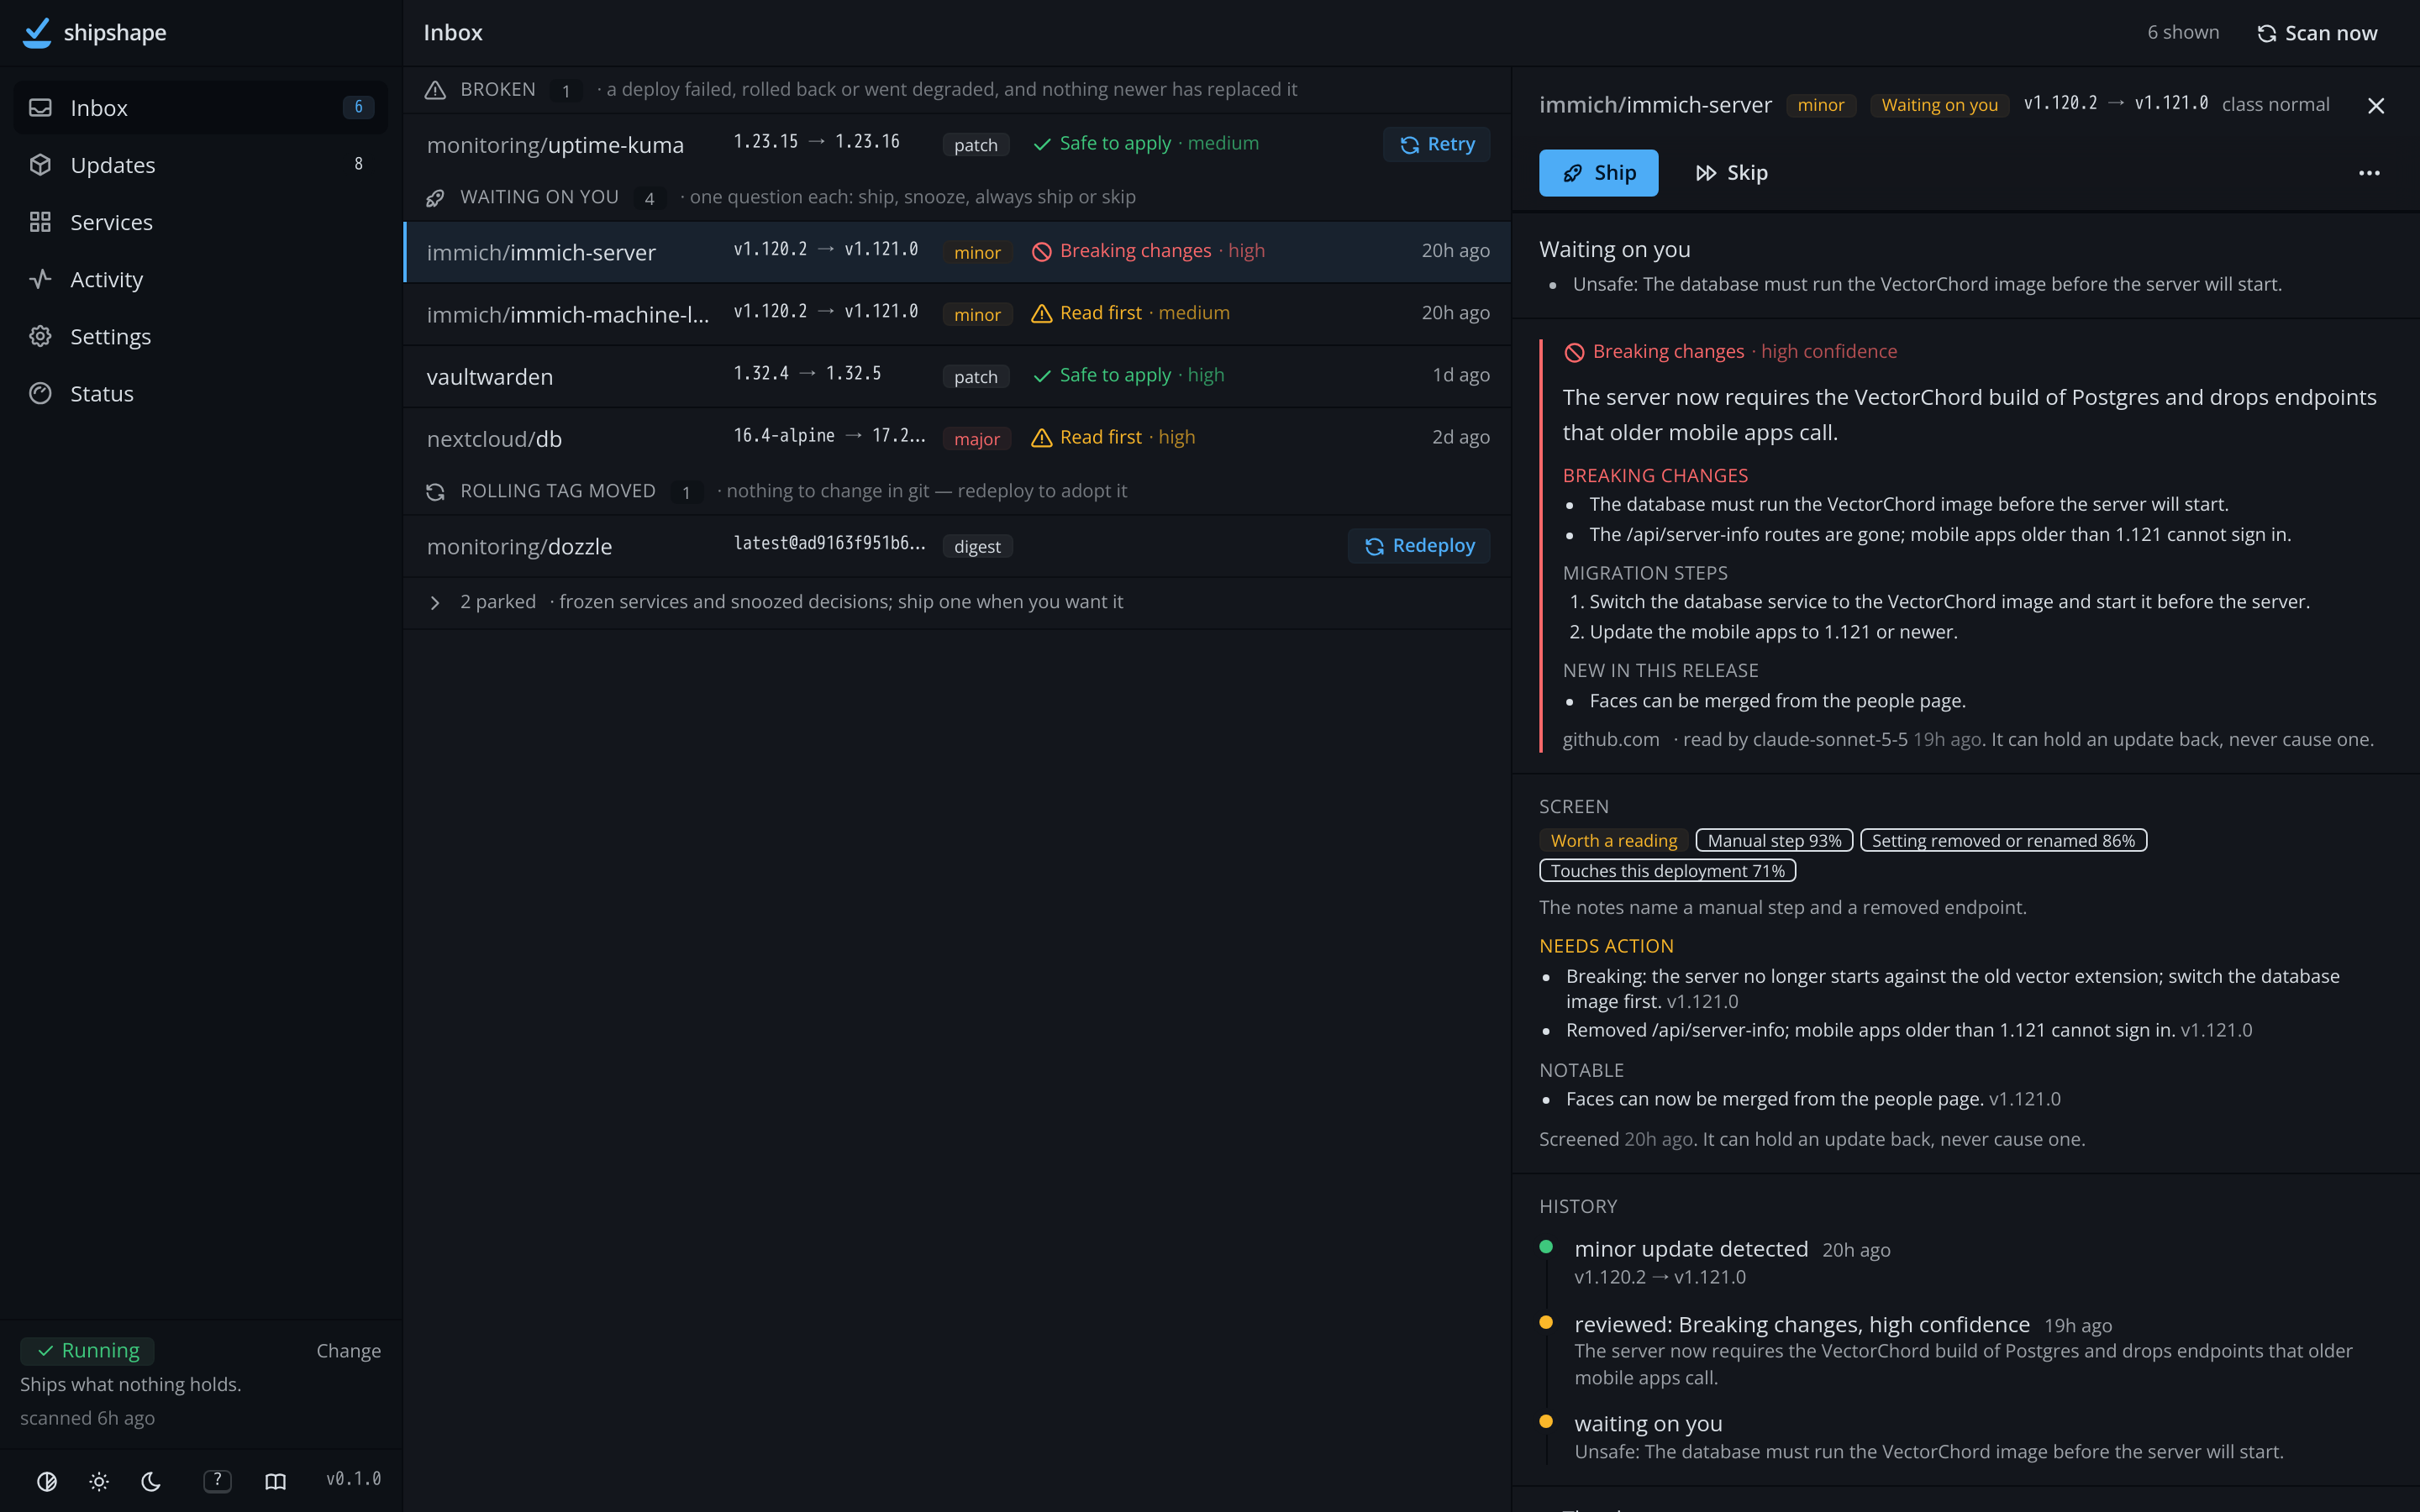 shipshape
Inbox 6
Updates 8
Services
Activity
Settings
Status
Running Change
Ships what nothing holds.
scanned 6h ago
? v0.1.0
Inbox 6 shown Scan now
BROKEN 1 · a deploy failed, rolled back or went degraded, and nothing newer has replaced it
monitoring/uptime-kuma 1.23.15 → 1.23.16 patch Safe to apply · medium Retry
WAITING ON YOU 4 · one question each: ship, snooze, always ship or skip
immich/immich-server v1.120.2 → v1.121.0 minor Breaking changes · high 20h ago
immich/immich-machine-l... v1.120.2 → v1.121.0 minor Read first · medium 20h ago
vaultwarden 1.32.4 → 1.32.5 patch Safe to apply · high 1d ago
nextcloud/db 16.4-alpine → 17.2... major Read first · high 2d ago
ROLLING TAG MOVED 1 · nothing to change in git — redeploy to adopt it
monitoring/dozzle latest@ad9163f951b6... digest Redeploy
2 parked · frozen services and snoozed decisions; ship one when you want it
immich/immich-server minor Waiting on you v1.120.2 → v1.121.0 class normal
Ship Skip
Waiting on you
• Unsafe: The database must run the VectorChord image before the server will start.
Breaking changes · high confidence
The server now requires the VectorChord build of Postgres and drops endpoints
that older mobile apps call.
BREAKING CHANGES
• The database must run the VectorChord image before the server will start.
• The /api/server-info routes are gone; mobile apps older than 1.121 cannot sign in.
MIGRATION STEPS
1. Switch the database service to the VectorChord image and start it before the server.
2. Update the mobile apps to 1.121 or newer.
NEW IN THIS RELEASE
• Faces can be merged from the people page.
github.com · read by claude-sonnet-5-5 19h ago. It can hold an update back, never cause one.
SCREEN
Worth a reading Manual step 93% Setting removed or renamed 86%
Touches this deployment 71%
The notes name a manual step and a removed endpoint.
NEEDS ACTION
• Breaking: the server no longer starts against the old vector extension; switch the database
image first. v1.121.0
• Removed /api/server-info; mobile apps older than 1.121 cannot sign in. v1.121.0
NOTABLE
• Faces can now be merged from the people page. v1.121.0
Screened 20h ago. It can hold an update back, never cause one.
HISTORY
minor update detected 20h ago
v1.120.2 → v1.121.0
reviewed: Breaking changes, high confidence 19h ago
The server now requires the VectorChord build of Postgres and drops endpoints that older
mobile apps call.
waiting on you
Unsafe: The database must run the VectorChord image before the server will start.